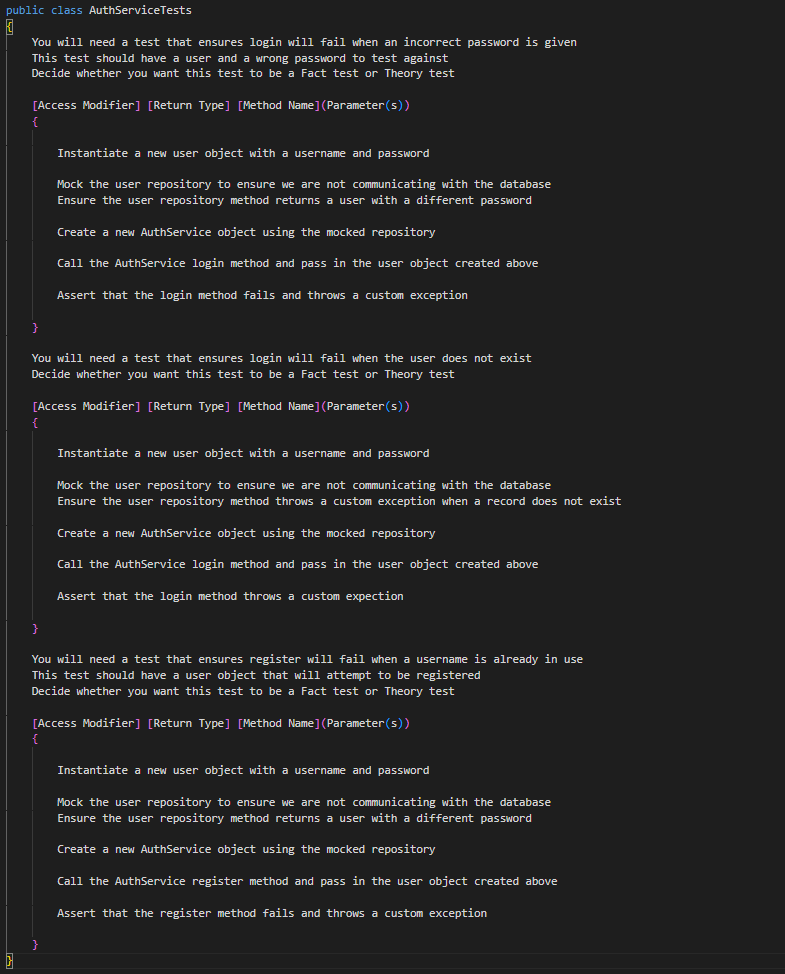 public class AuthServiceTests
{
You will need a test that ensures login will fail when an incorrect password is given
This test should have a user and a wrong password to test against
Decide whether you want this test to be a Fact test or Theory test
[Access Modifier] [Return Type] [Method Name](Parameter(s))
{
Instantiate a new user object with a username and password
Mock the user repository to ensure we are not communicating with the database
Ensure the user repository method returns a user with a different password
Create a new AuthService object using the mocked repository
Call the AuthService login method and pass in the user object created above
Assert that the login method fails and throws a custom exception
}
You will need a test that ensures login will fail when the user does not exist
Decide whether you want this test to be a Fact test or Theory test
[Access Modifier] [Return Type] [Method Name](Parameter(s))
{
Instantiate a new user object with a username and password
Mock the user repository to ensure we are not communicating with the database
Ensure the user repository method throws a custom exception when a record does not exist
Create a new AuthService object using the mocked repository
Call the AuthService login method and pass in the user object created above
Assert that the login method throws a custom expection
}
You will need a test that ensures register will fail when a username is already in use
This test should have a user object that will attempt to be registered
Decide whether you want this test to be a Fact test or Theory test
[Access Modifier] [Return Type] [Method Name](Parameter(s))
{
Instantiate a new user object with a username and password
Mock the user repository to ensure we are not communicating with the database
Ensure the user repository method returns a user with a different password
Create a new AuthService object using the mocked repository
Call the AuthService register method and pass in the user object created above
Assert that the register method fails and throws a custom exception
}
}